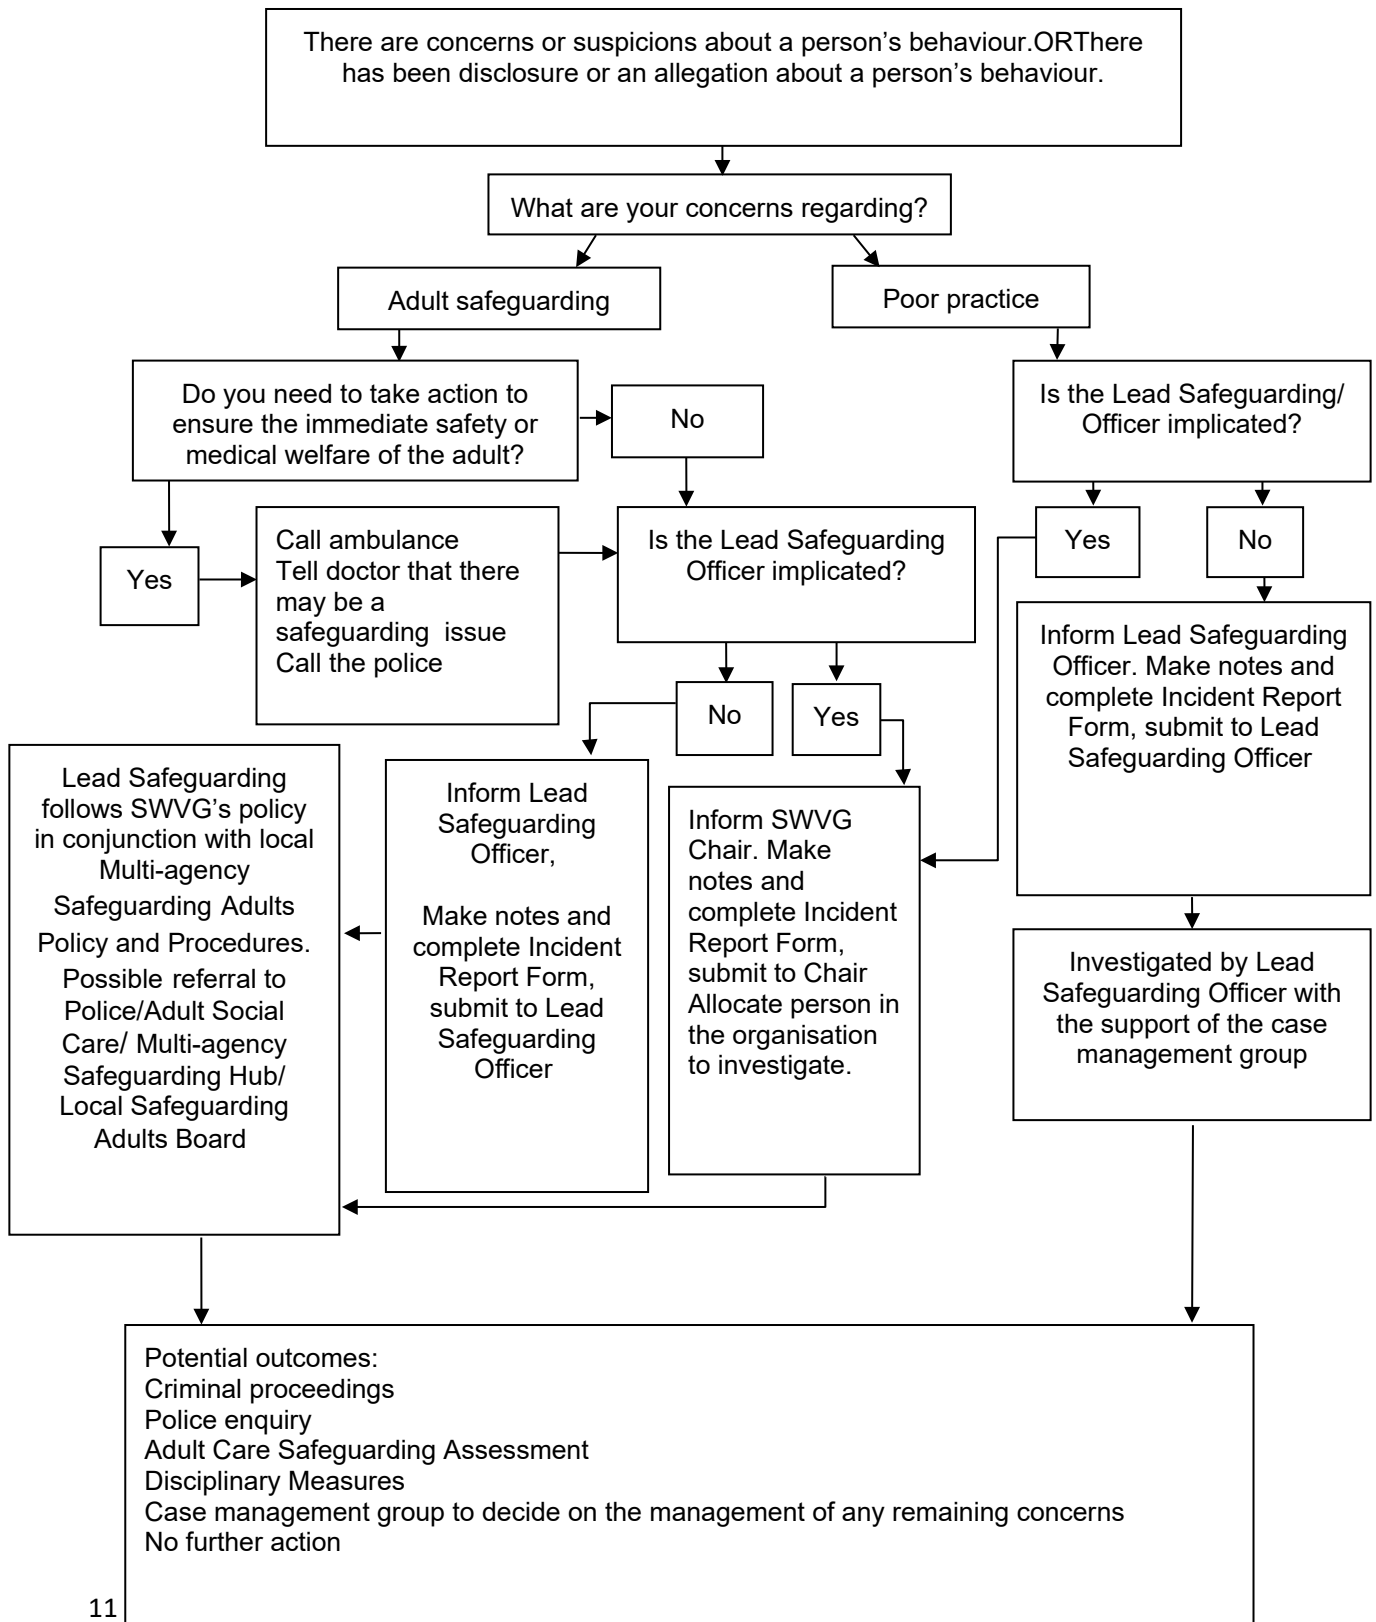 There are concerns or suspicions about a person’s behaviour.ORThere
has been disclosure or an allegation about a person’s behaviour.
What are your concerns regarding?
Adult safeguarding
Poor practice
Do you need to take action to
ensure the immediate safety or
medical welfare of the adult?
No
Is the Lead Safeguarding/
Officer implicated?
Yes
Call ambulance
Tell doctor that there
may be a
safeguarding issue
Call the police
Is the Lead Safeguarding
Officer implicated?
Yes
No
No
Yes
Inform Lead Safeguarding
Officer. Make notes and
complete Incident Report
Form, submit to Lead
Safeguarding Officer
Lead Safeguarding
follows SWVG’s policy
in conjunction with local
Multi-agency
Safeguarding Adults
Policy and Procedures.
Possible referral to
Police/Adult Social
Care/ Multi-agency
Safeguarding Hub/
Local Safeguarding
Adults Board
Inform Lead
Safeguarding
Officer,
Make notes and
complete Incident
Report Form,
submit to Lead
Safeguarding
Officer
Inform SWVG
Chair. Make
notes and
complete Incident
Report Form,
submit to Chair
Allocate person in
the organisation
to investigate.
Investigated by Lead
Safeguarding Officer with
the support of the case
management group
Potential outcomes:
Criminal proceedings
Police enquiry
Adult Care Safeguarding Assessment
Disciplinary Measures
Case management group to decide on the management of any remaining concerns
No further action
11